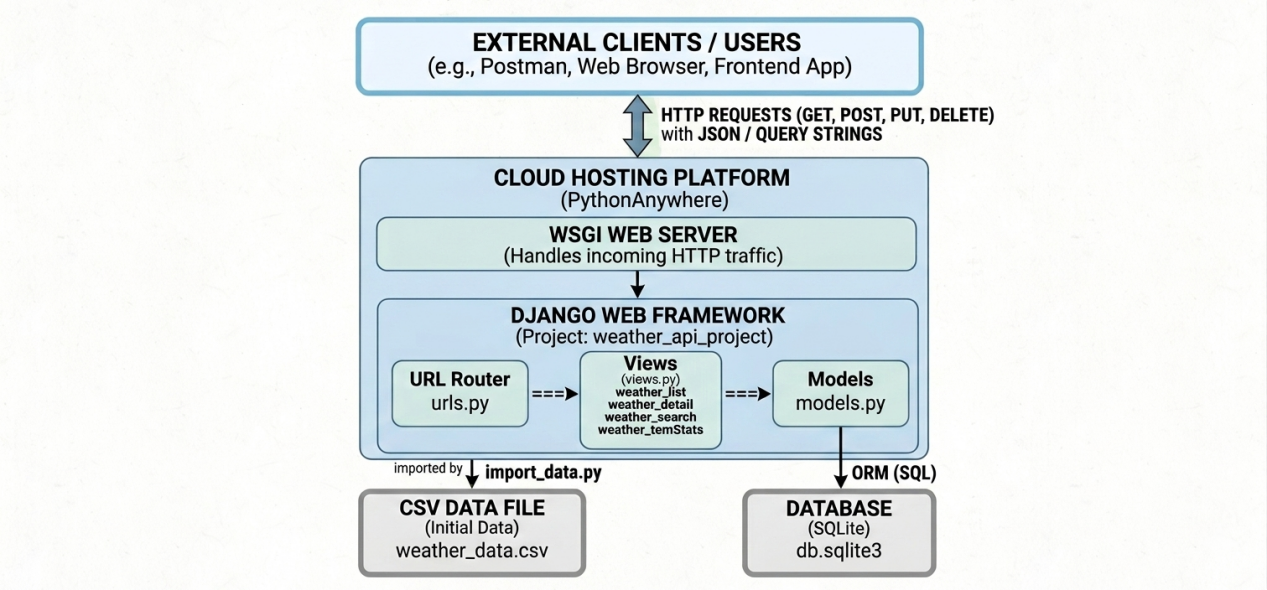 EXTERNAL CLIENTS / USERS
(e.g., Postman, Web Browser, Frontend App)
HTTP REQUESTS (GET, POST, PUT, DELETE)
with JSON / QUERY STRINGS
CLOUD HOSTING PLATFORM
(PythonAnywhere)
WSGI WEB SERVER
(Handles incoming HTTP traffic)
DJANGO WEB FRAMEWORK
(Project: weather_api_project)
URL Router
urls.py
===>
Views
(views.py)
weather_list
weather_detail
weather_search
weather_temStats
===>
Models
models.py
imported by
import_data.py
ORM (SQL)
CSV DATA FILE
(Initial Data)
weather_data.csv
DATABASE
(SQLite)
db.sqlite3